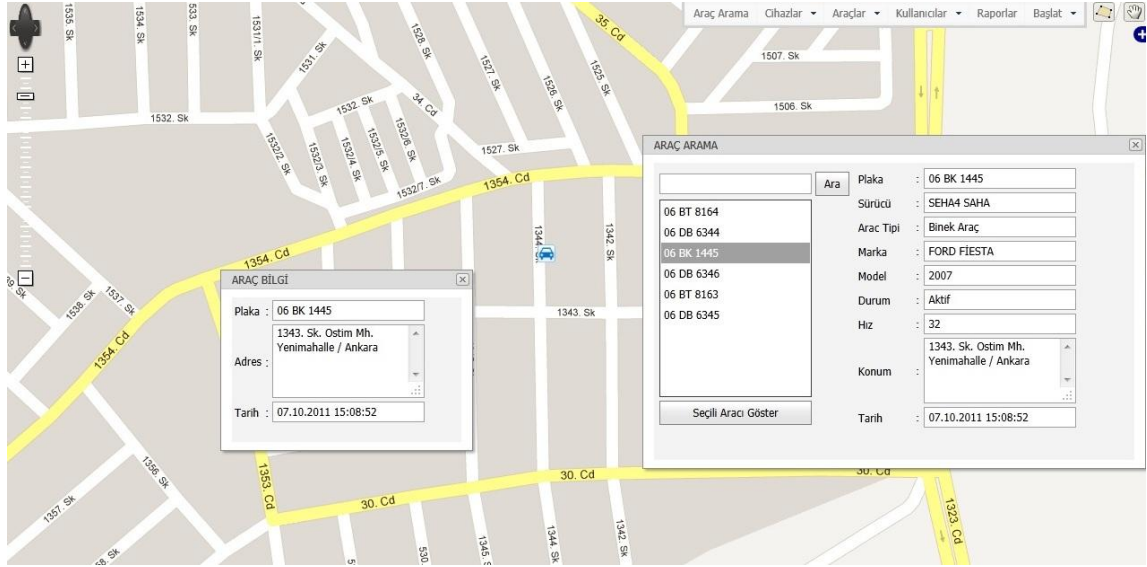 Araç Arama Cihazlar Araçlar Kullanıcılar Raporlar Başlat
1535. Sk
1534. Sk
533. Sk
1531/1. Sk
1531. Sk
1528. Sk
1527. Sk
1526. Sk
1525. Sk
35. Cd
1507. Sk
1506. Sk
1532. Sk
1532. Sk
34. Cd
1532/2. Sk
1532/3. Sk
1532/4. Sk
1532/5. Sk
1532/6. Sk
1532/7. Sk
1527. Sk
1354. Cd
1354. Cd
1354. Cd
1344. Sk
1342. Sk
1343. Sk
1538. Sk
1537. Sk
ARAÇ BİLGİ
Plaka : 06 BK 1445
Adres :
1343. Sk. Ostim Mh.
Yenimahalle / Ankara
Tarih : 07.10.2011 15:08:52
ARAÇ ARAMA
Ara
06 BT 8164
06 DB 6344
06 BK 1445
06 DB 6346
06 BT 8163
06 DB 6345
Seçili Aracı Göster
Plaka : 06 BK 1445
Sürücü : SEHA4 SAHA
Arac Tipi : Binek Araç
Marka : FORD FİESTA
Model : 2007
Durum : Aktif
Hız : 32
Konum :
1343. Sk. Ostim Mh.
Yenimahalle / Ankara
Tarih : 07.10.2011 15:08:52
1356. Sk
1357. Sk
1353. Cd
30. Cd
30. Cd
30. Cd
1323. Cd
530.
1345.
1344. Sk
1342. Sk